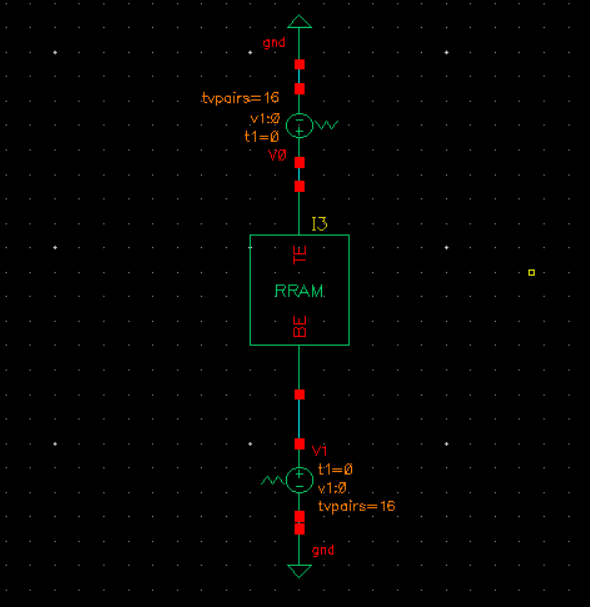 gnd
tvpairs=16
v1:0
t1=0
V0
I3
TE
RRAM
BE
V1
t1=0
v1:0
tvpairs=16
gnd